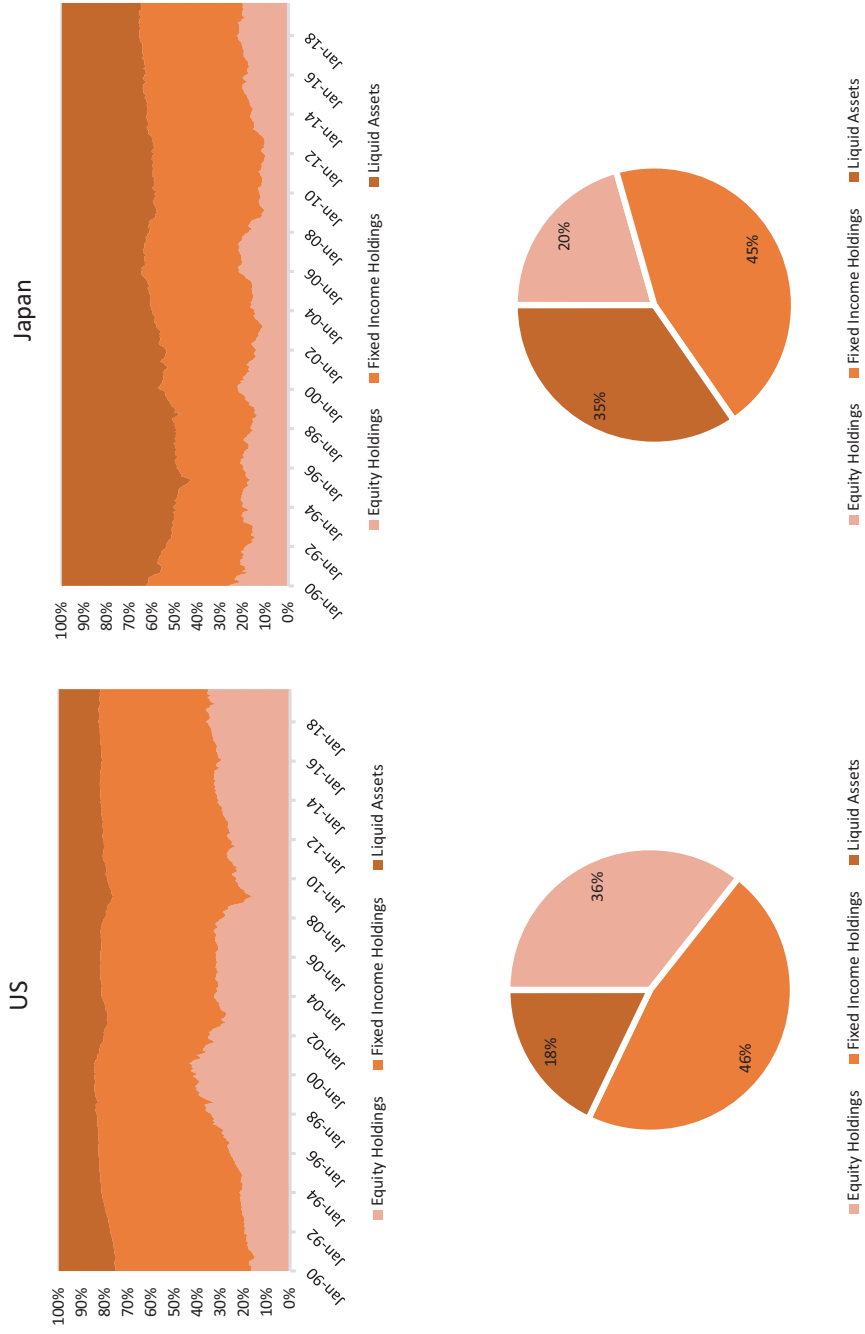 US
100%
90%
80%
70%
60%
50%
40%
30%
20%
10%
0%
Jan-90
Jan-92
Jan-94
Jan-96
Jan-98
Jan-00
Jan-02
Jan-04
Jan-06
Jan-08
Jan-10
Jan-12
Jan-14
Jan-16
Jan-18
Equity Holdings Fixed Income Holdings Liquid Assets
Japan
100%
90%
80%
70%
60%
50%
40%
30%
20%
10%
0%
Jan-90
Jan-92
Jan-94
Jan-96
Jan-98
Jan-00
Jan-02
Jan-04
Jan-06
Jan-08
Jan-10
Jan-12
Jan-14
Jan-16
Jan-18
Equity Holdings Fixed Income Holdings Liquid Assets
18%
36%
46%
Equity Holdings Fixed Income Holdings Liquid Assets
20%
35%
45%
Equity Holdings Fixed Income Holdings Liquid Assets